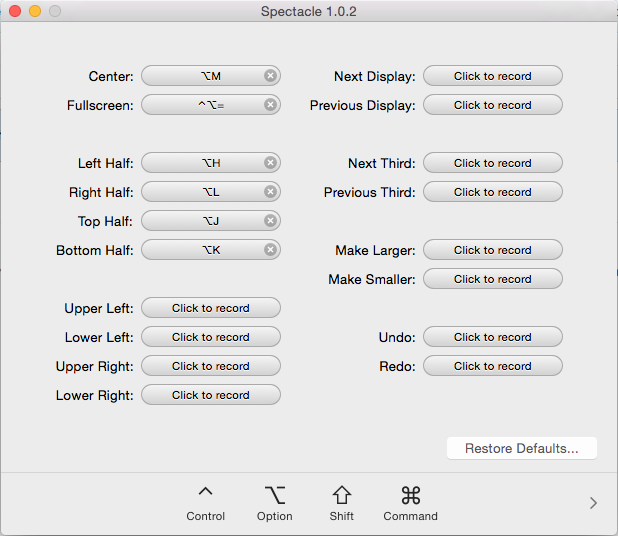 Spectacle 1.0.2
Center: ⌥M
Fullscreen: ^⌥=
Left Half: ⌥H
Right Half: ⌥L
Top Half: ⌥J
Bottom Half: ⌥K
Upper Left: Click to record
Lower Left: Click to record
Upper Right: Click to record
Lower Right: Click to record
Next Display: Click to record
Previous Display: Click to record
Next Third: Click to record
Previous Third: Click to record
Make Larger: Click to record
Make Smaller: Click to record
Undo: Click to record
Redo: Click to record
Restore Defaults...
Control Option Shift Command